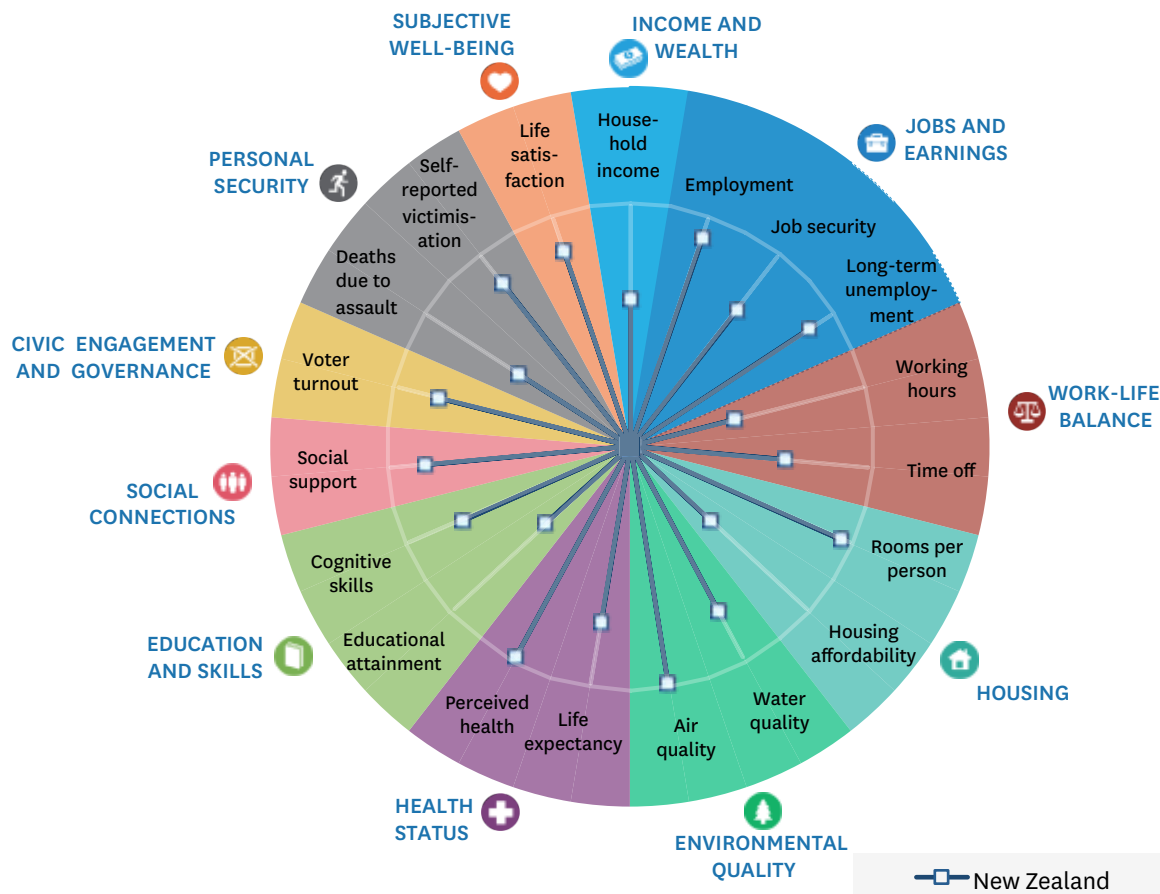 SUBJECTIVE
WELL-BEING
INCOME AND
WEALTH
JOBS AND
EARNINGS
PERSONAL
SECURITY
CIVIC ENGAGEMENT
AND GOVERNANCE
WORK-LIFE
BALANCE
SOCIAL
CONNECTIONS
EDUCATION
AND SKILLS
HOUSING
HEALTH
STATUS
ENVIRONMENTAL
QUALITY
Life
satis-
faction
House-
hold
income
Employment
Job security
Long-term
unemploy-
ment
Self-
reported
victimis-
ation
Deaths
due to
assault
Voter
turnout
Working
hours
Time off
Social
support
Rooms per
person
Cognitive
skills
Housing
affordability
Educational
attainment
Perceived
health
Life
expectancy
Air
quality
Water
quality
New Zealand